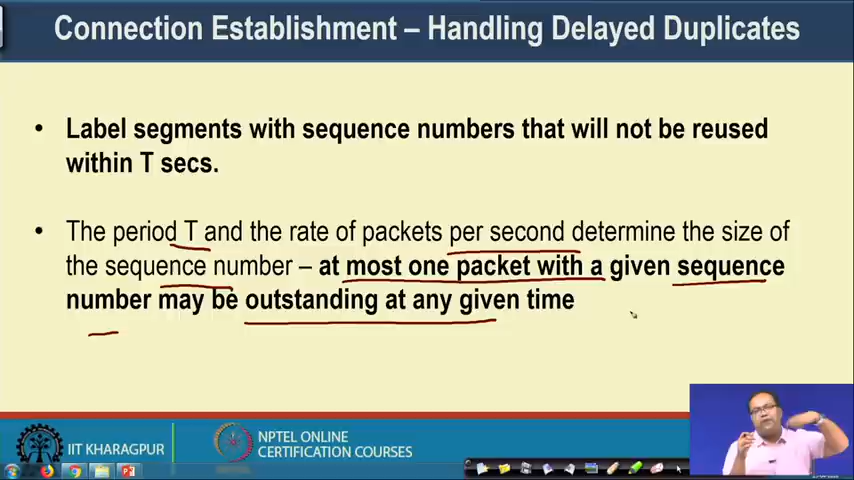 Connection Establishment – Handling Delayed Duplicates
• Label segments with sequence numbers that will not be reused
within T secs.
• The period T and the rate of packets per second determine the size of
the sequence number – at most one packet with a given sequence
number may be outstanding at any given time
IIT KHARAGPUR
NPTEL ONLINE
CERTIFICATION COURSES